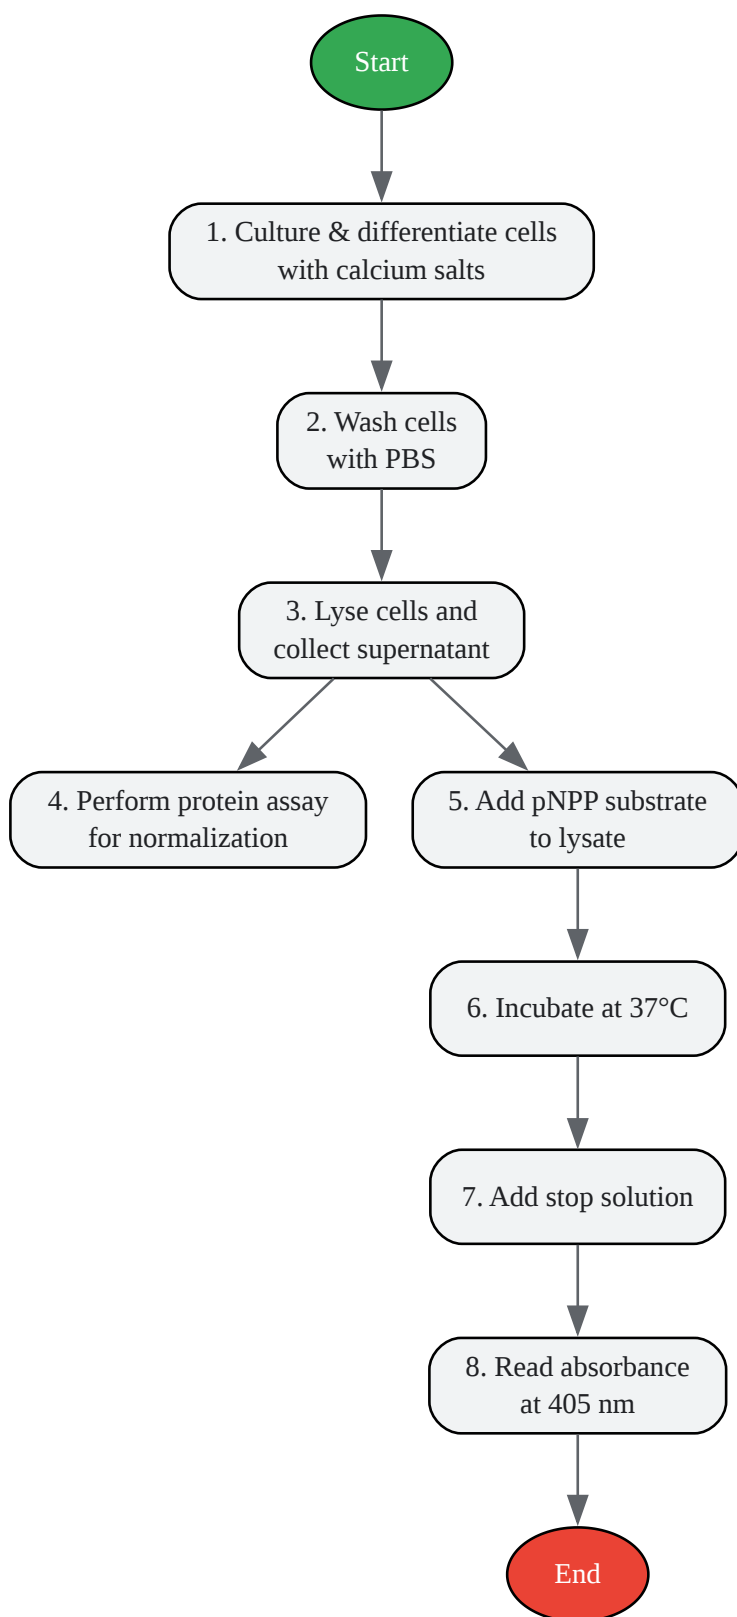 Start
1. Culture & differentiate cells
with calcium salts
2. Wash cells
with PBS
3. Lyse cells and
collect supernatant
4. Perform protein assay
for normalization
5. Add pNPP substrate
to lysate
6. Incubate at 37°C
7. Add stop solution
8. Read absorbance
at 405 nm
End